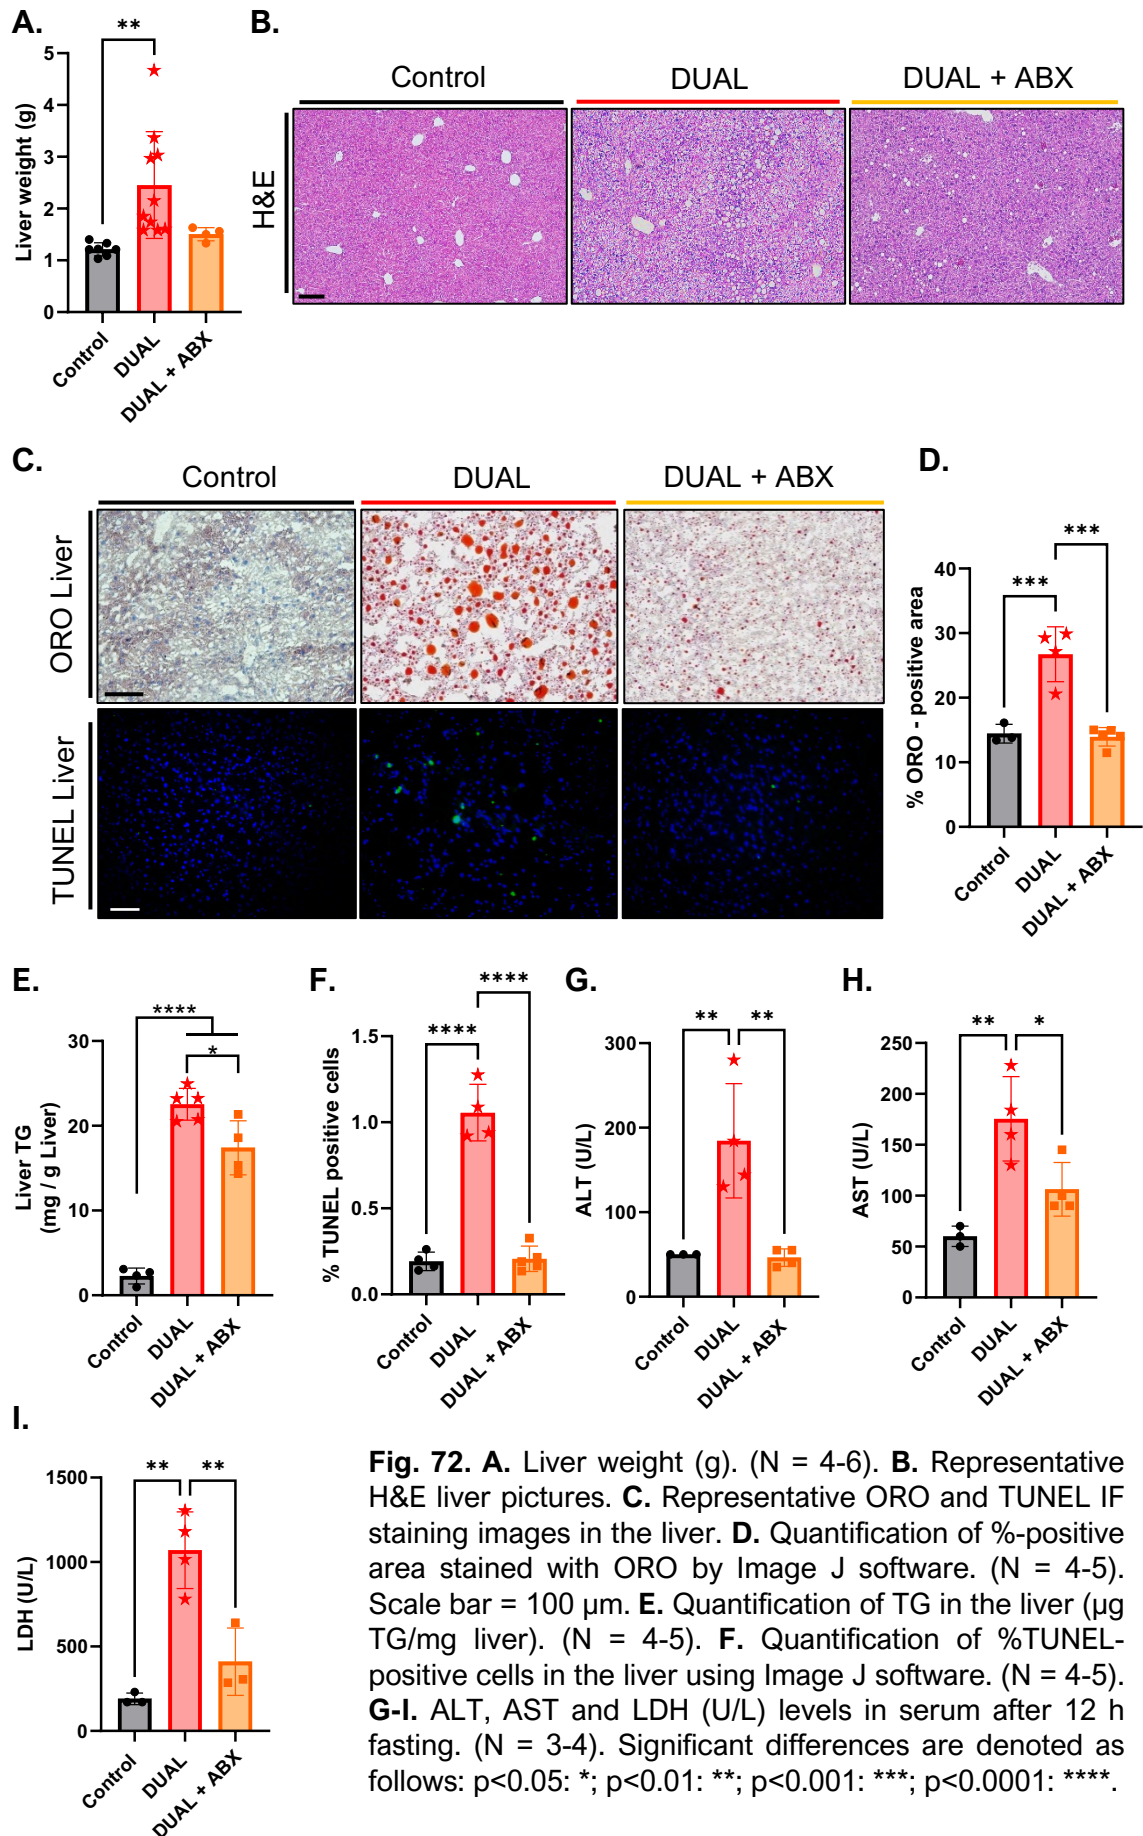 A.
**
Liver weight (g)
5
4
3
2
1
0
Control
DUAL
DUAL + ABX
B.
Control
DUAL
DUAL + ABX
H&E
C.
Control
DUAL
DUAL + ABX
ORO Liver
TUNEL Liver
D.
***
***
% ORO - positive area
40
30
20
10
0
Control
DUAL
DUAL + ABX
E.
****
*
Liver TG
(mg / g Liver)
30
20
10
0
Control
DUAL
DUAL + ABX
F.
****
****
% TUNEL positive cells
1.5
1.0
0.5
0.0
Control
DUAL
DUAL + ABX
G.
**
**
ALT (U/L)
300
200
100
0
Control
DUAL
DUAL + ABX
H.
**
*
AST (U/L)
250
200
150
100
50
0
Control
DUAL
DUAL + ABX
I.
**
**
LDH (U/L)
1500
1000
500
0
Control
DUAL
DUAL + ABX
Fig. 72. A. Liver weight (g). (N = 4-6). B. Representative
H&E liver pictures. C. Representative ORO and TUNEL IF
staining images in the liver. D. Quantification of %-positive
area stained with ORO by Image J software. (N = 4-5).
Scale bar = 100 µm. E. Quantification of TG in the liver (µg
TG/mg liver). (N = 4-5). F. Quantification of %TUNEL-
positive cells in the liver using Image J software. (N = 4-5).
G-I. ALT, AST and LDH (U/L) levels in serum after 12 h
fasting. (N = 3-4). Significant differences are denoted as
follows: p<0.05: *; p<0.01: **; p<0.001: ***; p<0.0001: ****.